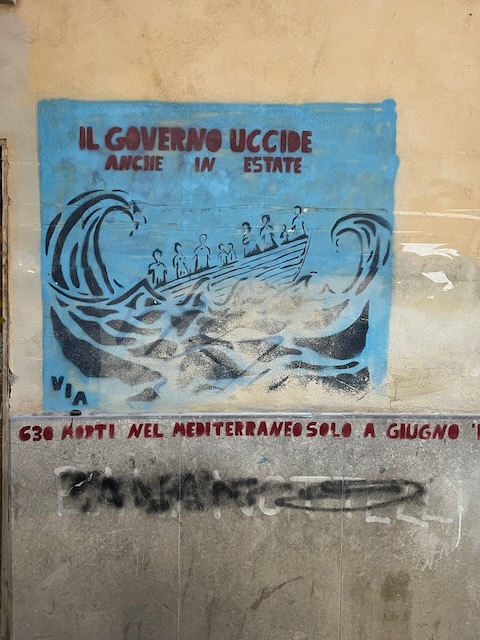 IL GOVERNO UCCIDE
ANCHE IN ESTATE
VIA
630 MORTI NEL MEDITERRANEO SOLO A GIUGNO '